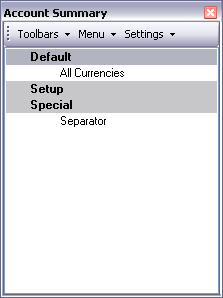 Account Summary
Toolbars Menu Settings
Default
All Currencies
Setup
Special
Separator